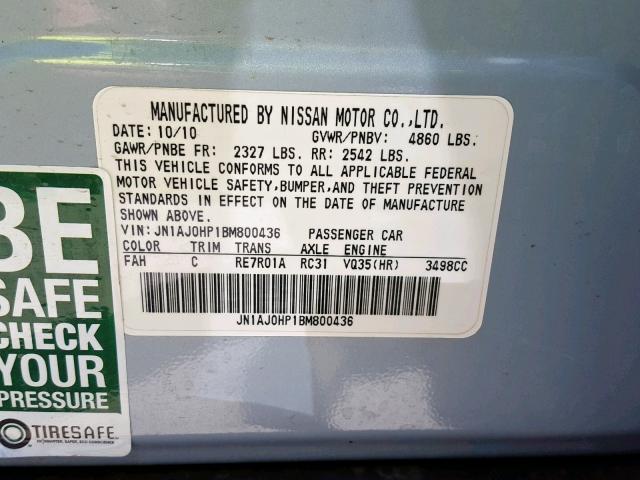 MANUFACTURED BY NISSAN MOTOR CO.,LTD.
DATE: 10/10 GVWR/PNBV: 4860 LBS.
GAWR/PNBE FR: 2327 LBS. RR: 2542 LBS.
THIS VEHICLE CONFORMS TO ALL APPLICABLE FEDERAL
MOTOR VEHICLE SAFETY,BUMPER,AND THEFT PREVENTION
STANDARDS IN EFFECT ON THE DATE OF MANUFACTURE
SHOWN ABOVE.
VIN: JN1AJ0HP1BM800436 PASSENGER CAR
COLOR TRIM TRANS AXLE ENGINE
FAH C RE7R01A RC31 VQ35(HR) 3498CC
JN1AJ0HP1BM800436
BE
SAFE
CHECK
YOUR
PRESSURE
TIRESAFE